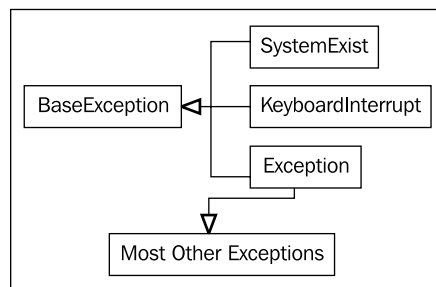 SystemExist
BaseException
KeyboardInterrupt
Exception
Most Other Exceptions